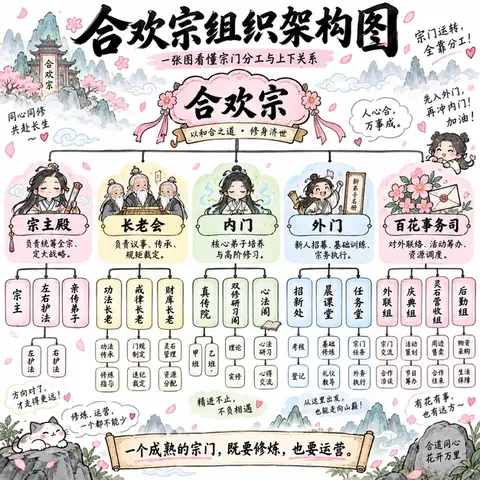 合欢宗组织架构图
一张图看懂宗门分工与上下关系
宗门运转,
全靠分工!
合欢宗
同心同修
共赴长生
~
合欢宗
以和合之道·修身济世
人心合,
万事成。
先入外门,
再冲内门!
加油!
新弟子名册
宗主殿
负责统筹全宗、
定大战略。
长老会
负责议事、传承、
规矩裁定。
内门
核心弟子培养
与高阶修习。
外门
新人招募、基础训练、
宗务执行。
百花事务司
对外联络、活动筹办、
资源调度。
宗主
左右护法
亲传弟子
功法长老
戒律长老
财库长老
真传院
双修研习阁
心法阁
招新处
晨课堂
任务堂
外联组
庆典组
灵石营收组
后勤组
左护法
右护法
功法传承
修炼指导
门规制定
违纪裁定
灵石管理
资源分配
甲班
乙班
理论
实修
心法研习
心得交流
考核
登记
基础修炼
礼仪教导
宗门任务
外务执行
宗门交流
合作洽谈
活动策划
节目筹办
周边售卖
合作往来
物资采购
生活保障
方向对了,
才走得更远!
修炼、运营,
一个都不能少
精进不止,
不负相遇
从这里出发,
也能走向山巅!
有花有事,
也有远方~
一个成熟的宗门,既要修炼,也要运营。
合道同心
花开万里